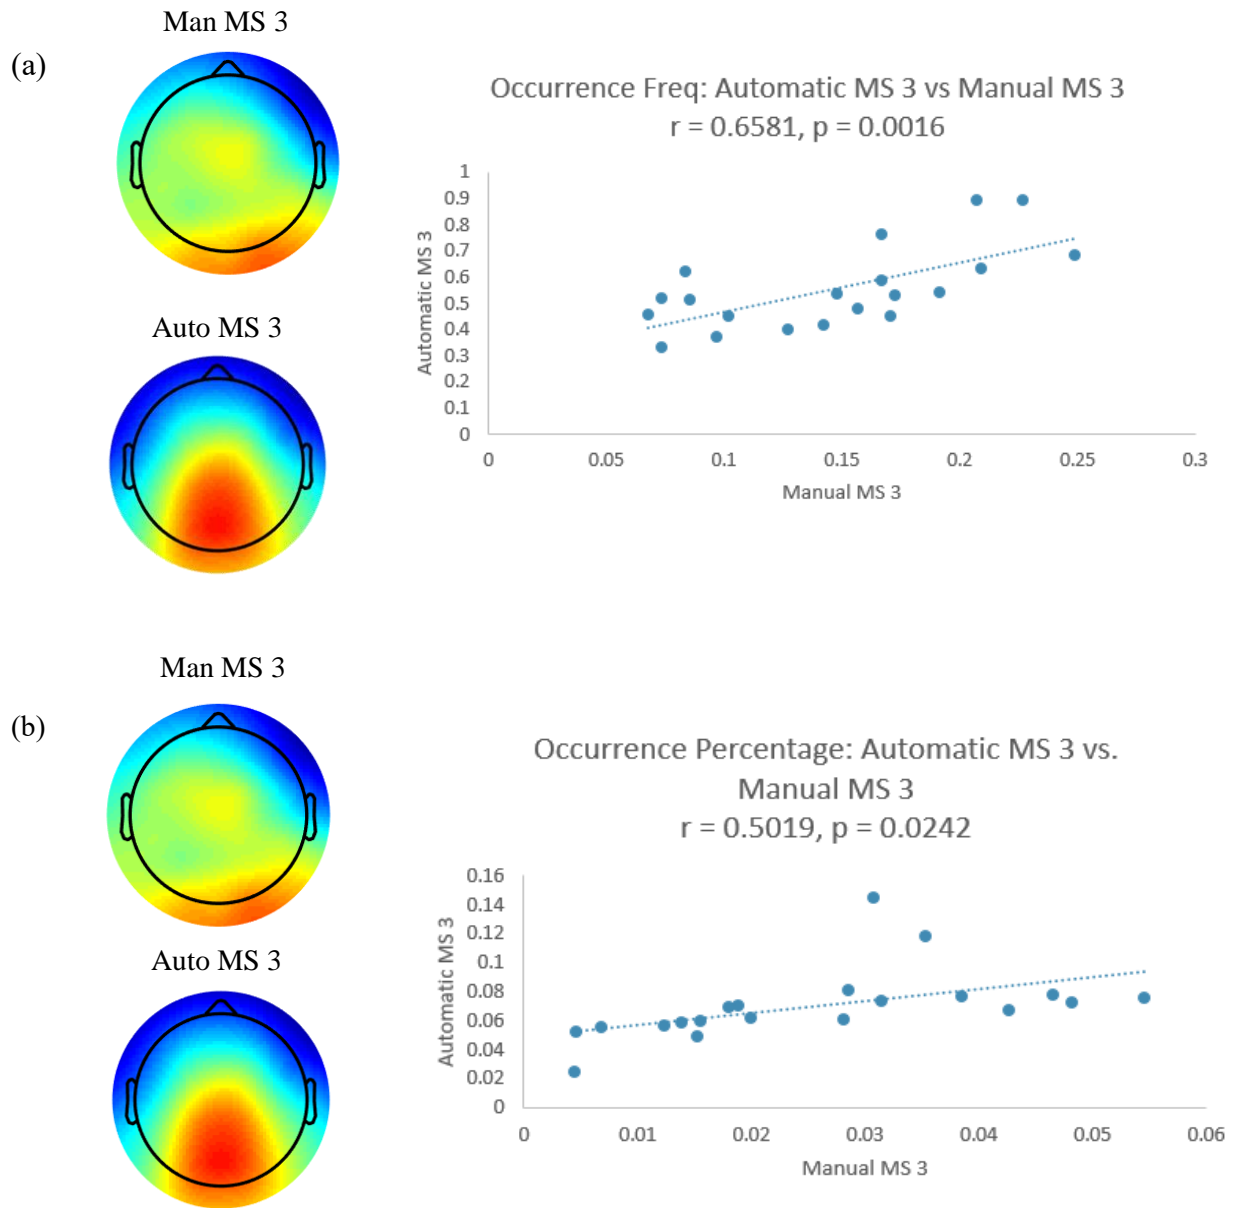 Man MS 3
(a)
Occurrence Freq: Automatic MS 3 vs Manual MS 3
r = 0.6581, p = 0.0016
1
0.9
0.8
0.7
0.6
0.5
0.4
0.3
0.2
0.1
0
Automatic MS 3
0 0.05 0.1 0.15 0.2 0.25 0.3
Manual MS 3
Auto MS 3
Man MS 3
(b)
Occurrence Percentage: Automatic MS 3 vs.
Manual MS 3
r = 0.5019, p = 0.0242
0.16
0.14
0.12
0.1
0.08
0.06
0.04
0.02
0
Automatic MS 3
0 0.01 0.02 0.03 0.04 0.05 0.06
Manual MS 3
Auto MS 3